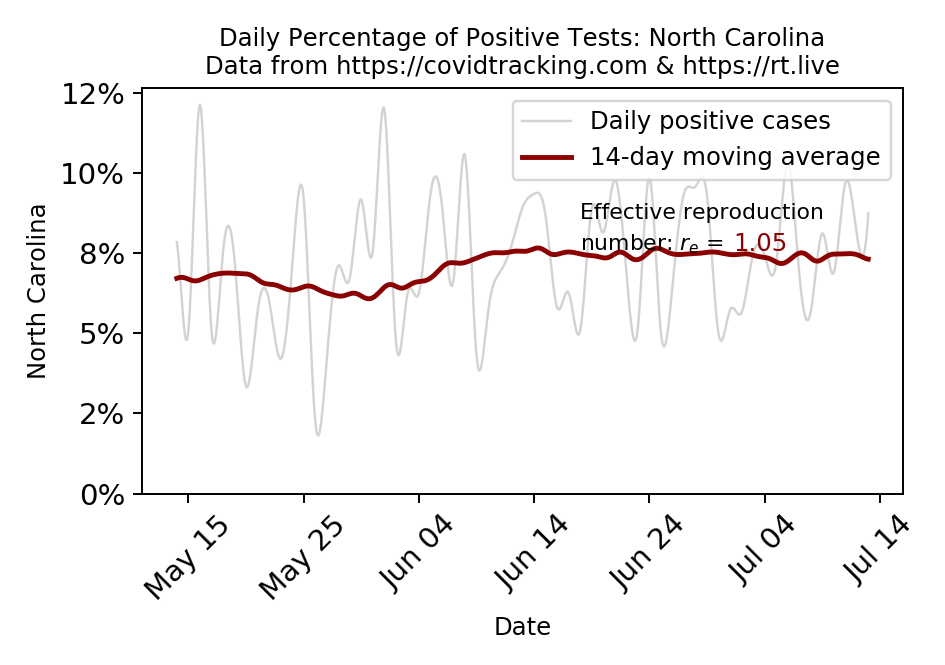 Daily Percentage of Positive Tests: North Carolina
Data from https://covidtracking.com & https://rt.live
12%
10%
8%
5%
2%
0%
North Carolina
Daily positive cases
14-day moving average
Effective reproduction
number: rₑ = 1.05
May 15
May 25
Jun 04
Jun 14
Jun 24
Jul 04
Jul 14
Date